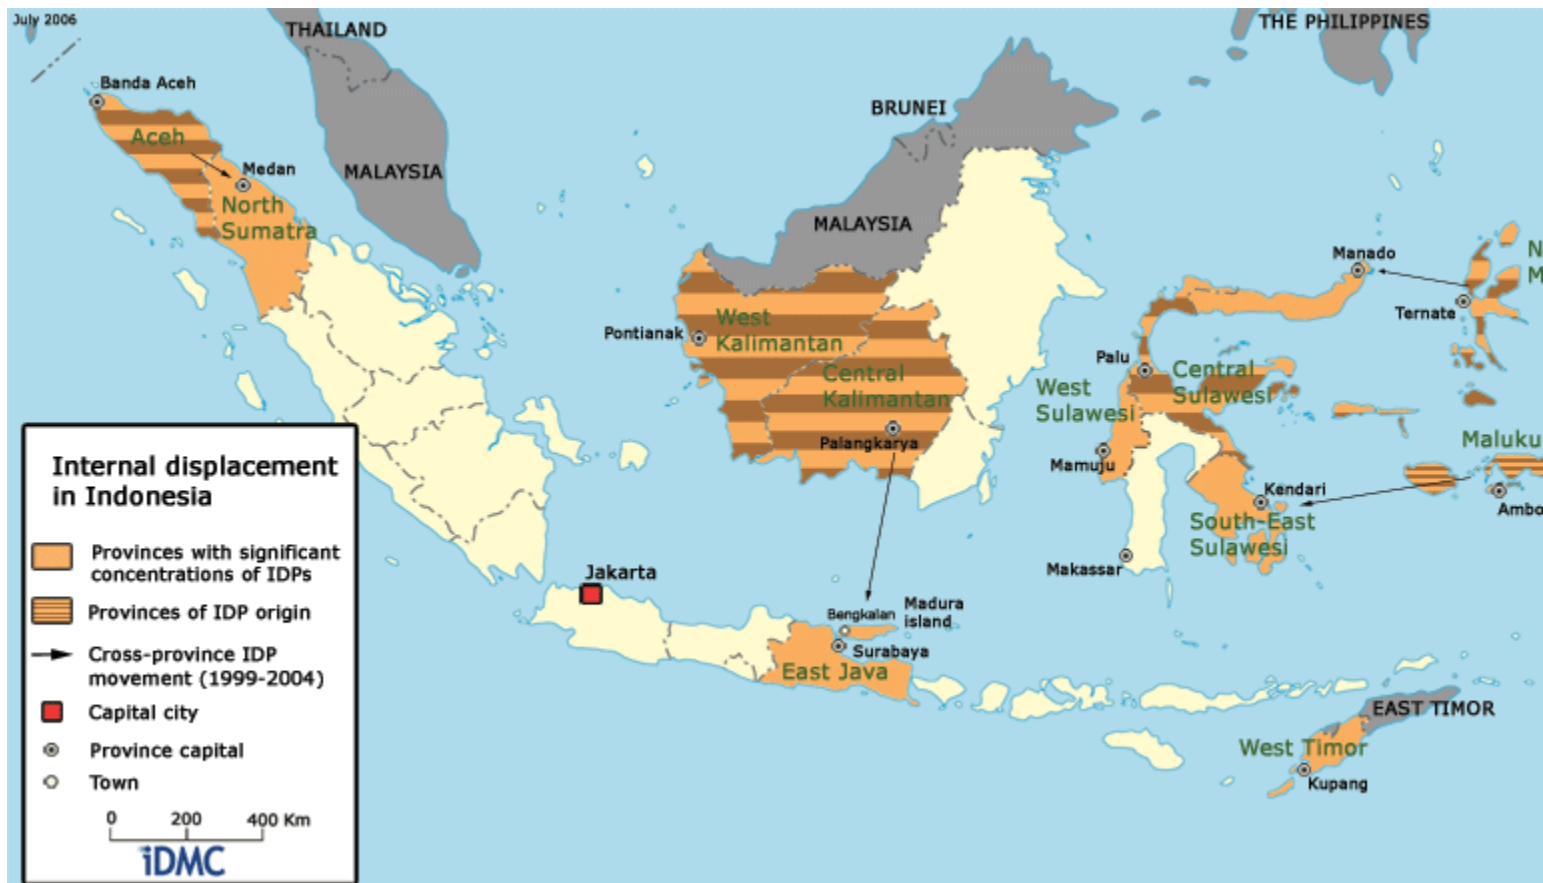 July 2006
THAILAND
THE PHILIPPINES
Banda Aceh
BRUNEI
Aceh
Medan
MALAYSIA
North
Sumatra
MALAYSIA
Manado
N
M
Ternate
Pontianak
West
Kalimantan
Palu
Central
Sulawesi
Central
Kalimantan
West
Sulawesi
Palangkarya
Maluku
Mamuju
Kendari
Ambo
South-East
Sulawesi
Makassar
Jakarta
Bengkalan
Madura
island
Surabaya
East Java
EAST TIMOR
West Timor
Kupang
Internal displacement
in Indonesia
Provinces with significant
concentrations of IDPs
Provinces of IDP origin
Cross-province IDP
movement (1999-2004)
Capital city
Province capital
Town
0 200 400 Km
iDMC